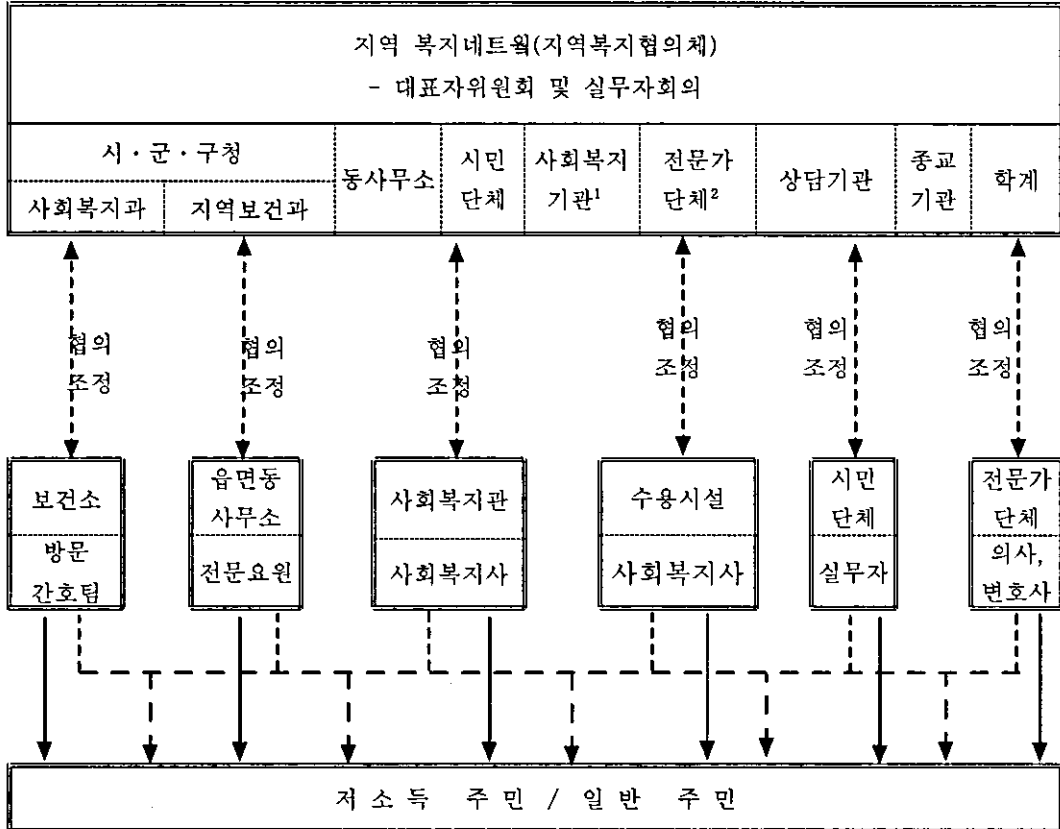 지역 복지네트웤(지역복지협의체)
- 대표자위원회 및 실무자회의
시·군·구청
사회복지과
지역보건과
동사무소
시민
단체
사회복지
기관¹
전문가
단체²
상담기관
종교
기관
학계
협의
조정
협의
조정
협의
조정
협의
조정
협의
조정
협의
조정
보건소
방문
간호팀
읍면동
사무소
전문요원
사회복지관
사회복지사
수용시설
사회복지사
시민
단체
실무자
전문가
단체
의사,
변호사
저소득 주민 / 일반 주민